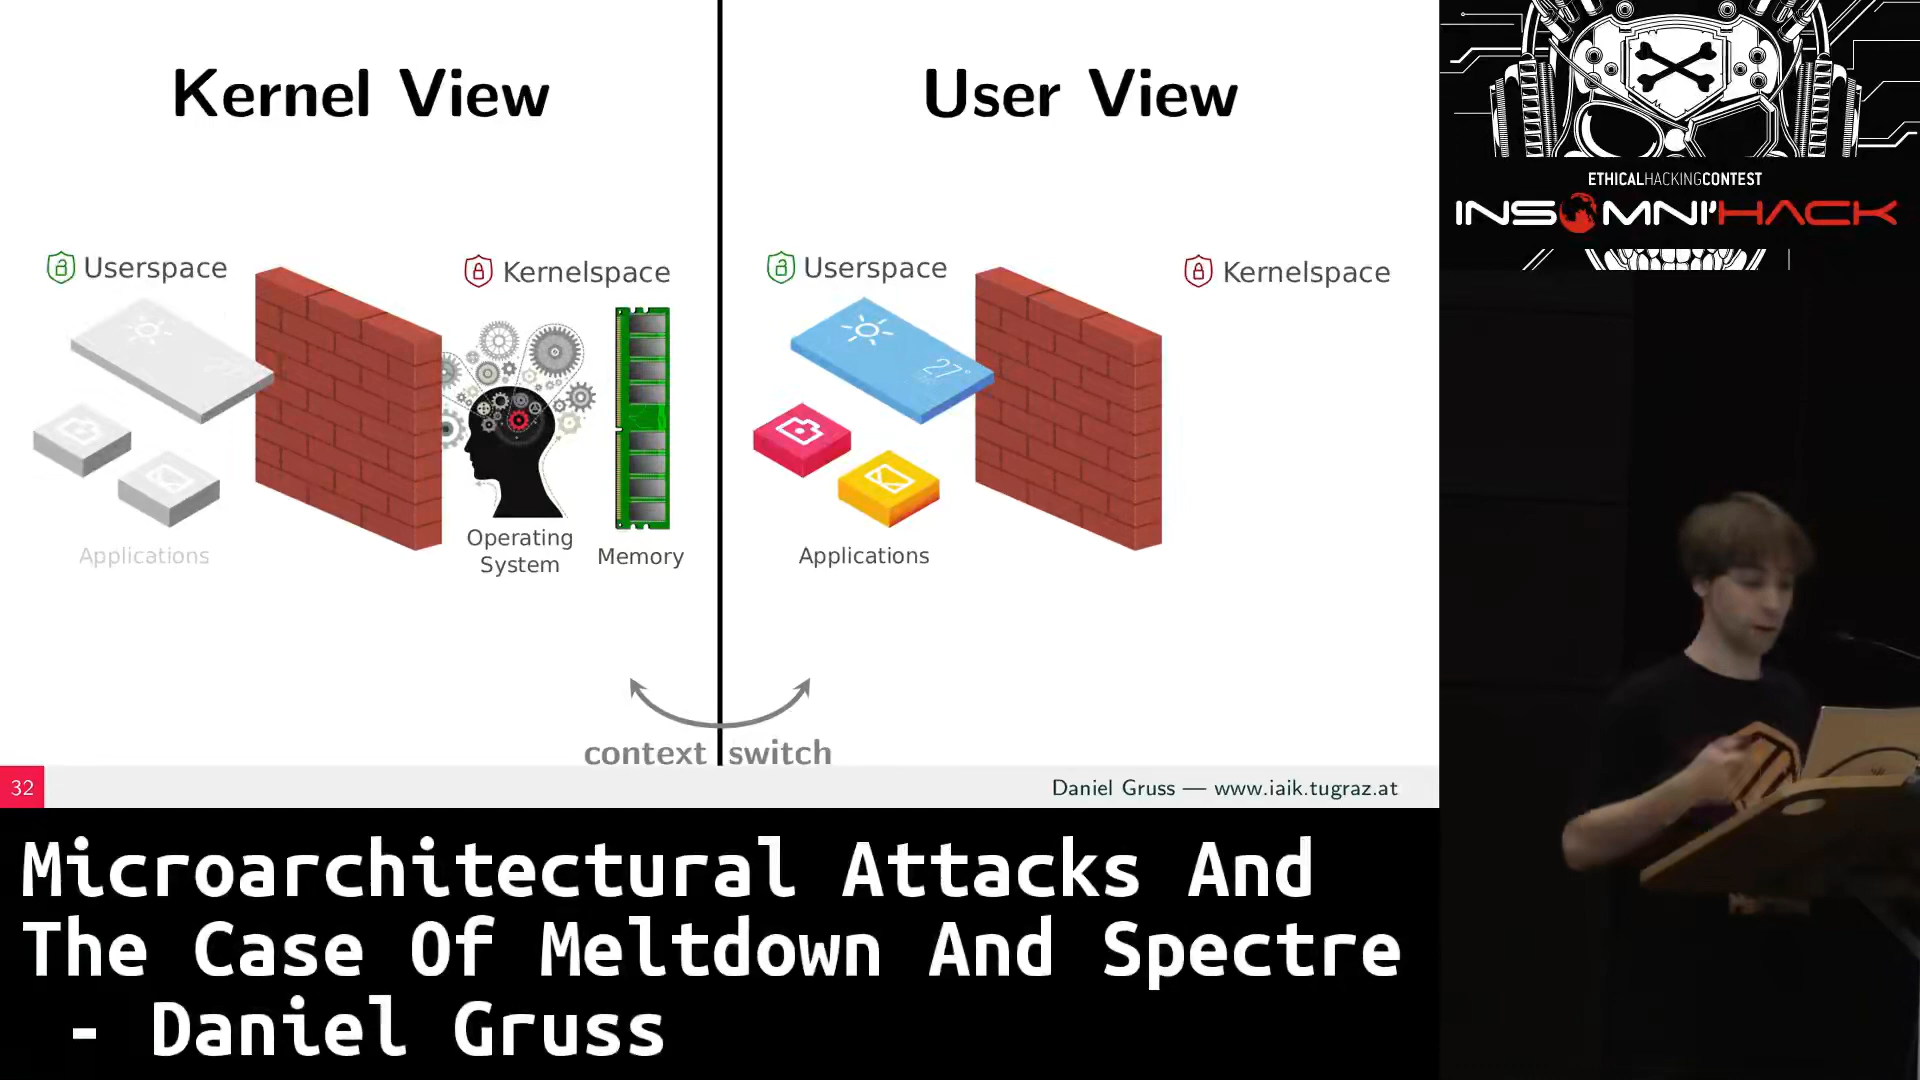 Kernel View
Userspace
Kernelspace
Applications
Operating
System
Memory
User View
Userspace
Kernelspace
27°
Applications
context switch
32
Daniel Gruss — www.iaik.tugraz.at
ETHICALHACKINGCONTEST
INSOMNI'HACK
Microarchitectural Attacks And
The Case Of Meltdown And Spectre
- Daniel Gruss